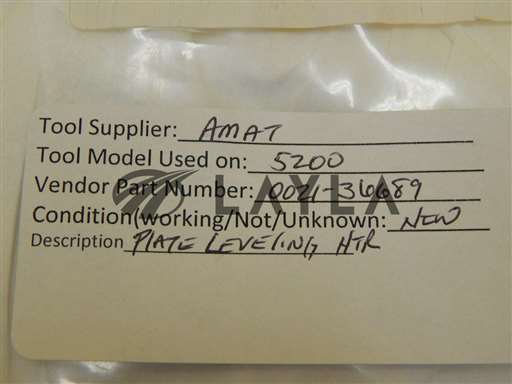 Tool Supplier: AMAT
Tool Model Used on: 5200
Vendor Part Number: 0021-36689
LAYLA
Condition(working/Not/Unknown: NEW
Description PLATE LEVELING HTR